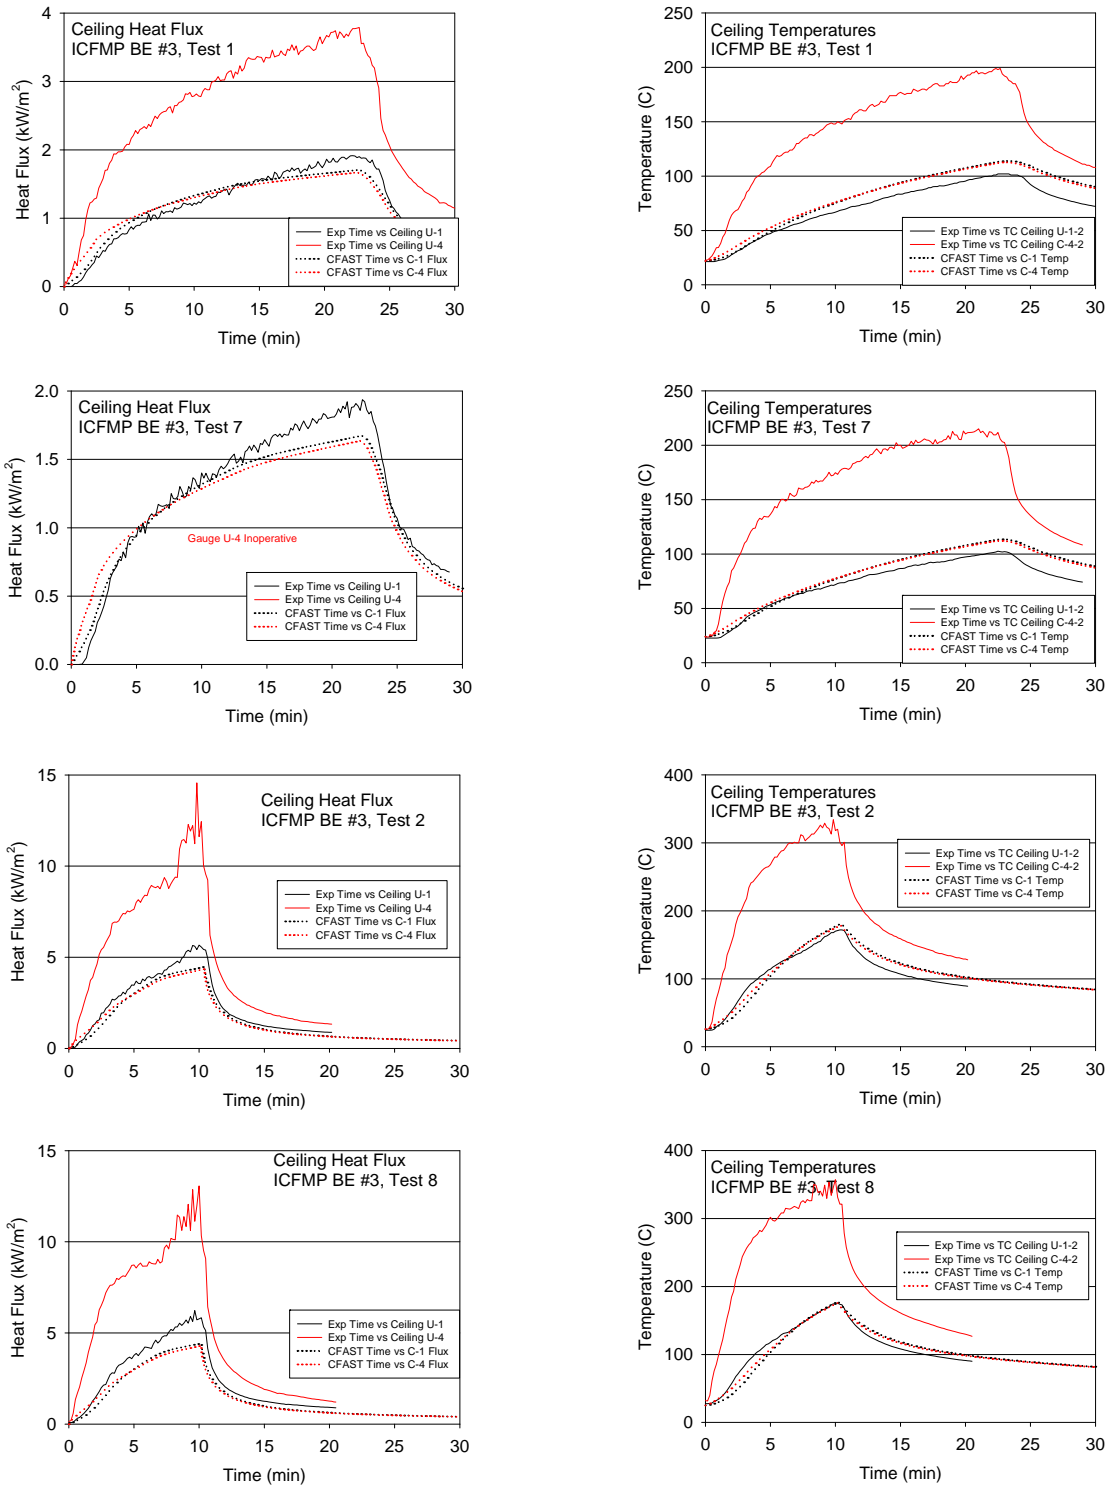 Ceiling Heat Flux
ICFMP BE #3, Test 1
Heat Flux (kW/m²)
4
3
2
1
0
Exp Time vs Ceiling U-1
Exp Time vs Ceiling U-4
CFAST Time vs C-1 Flux
CFAST Time vs C-4 Flux
0 5 10 15 20 25 30
Time (min)
Ceiling Temperatures
ICFMP BE #3, Test 1
Temperature (C)
250
200
150
100
50
0
Exp Time vs TC Ceiling U-1-2
Exp Time vs TC Ceiling C-4-2
CFAST Time vs C-1 Temp
CFAST Time vs C-4 Temp
0 5 10 15 20 25 30
Time (min)
Ceiling Heat Flux
ICFMP BE #3, Test 7
Heat Flux (kW/m²)
2.0
1.5
1.0
0.5
0.0
Gauge U-4 Inoperative
Exp Time vs Ceiling U-1
Exp Time vs Ceiling U-4
CFAST Time vs C-1 Flux
CFAST Time vs C-4 Flux
0 5 10 15 20 25 30
Time (min)
Ceiling Temperatures
ICFMP BE #3, Test 7
Temperature (C)
250
200
150
100
50
0
Exp Time vs TC Ceiling U-1-2
Exp Time vs TC Ceiling C-4-2
CFAST Time vs C-1 Temp
CFAST Time vs C-4 Temp
0 5 10 15 20 25 30
Time (min)
Ceiling Heat Flux
ICFMP BE #3, Test 2
Heat Flux (kW/m²)
15
10
5
0
Exp Time vs Ceiling U-1
Exp Time vs Ceiling U-4
CFAST Time vs C-1 Flux
CFAST Time vs C-4 Flux
0 5 10 15 20 25 30
Time (min)
Ceiling Temperatures
ICFMP BE #3, Test 2
Temperature (C)
400
300
200
100
0
Exp Time vs TC Ceiling U-1-2
Exp Time vs TC Ceiling C-4-2
CFAST Time vs C-1 Temp
CFAST Time vs C-4 Temp
0 5 10 15 20 25 30
Time (min)
Ceiling Heat Flux
ICFMP BE #3, Test 8
Heat Flux (kW/m²)
15
10
5
0
Exp Time vs Ceiling U-1
Exp Time vs Ceiling U-4
CFAST Time vs C-1 Flux
CFAST Time vs C-4 Flux
0 5 10 15 20 25 30
Time (min)
Ceiling Temperatures
ICFMP BE #3, Test 8
Temperature (C)
400
300
200
100
0
Exp Time vs TC Ceiling U-1-2
Exp Time vs TC Ceiling C-4-2
CFAST Time vs C-1 Temp
CFAST Time vs C-4 Temp
0 5 10 15 20 25 30
Time (min)